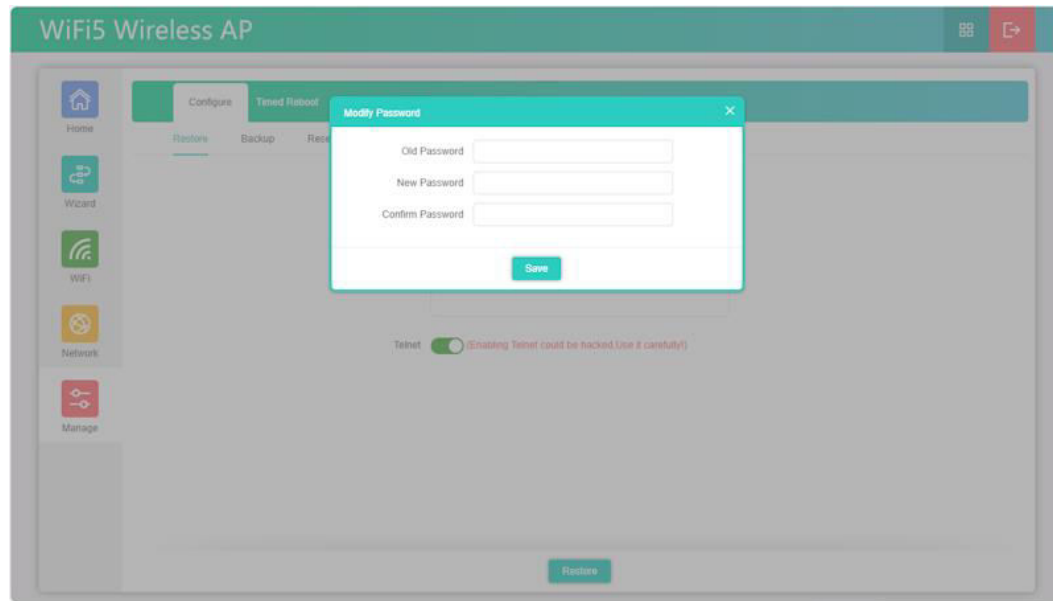 WiFi5 Wireless AP
Home
Wizard
WiFi
Network
Manage
Configure Timed Reboot
Restore Backup
Modify Password
Old Password
New Password
Confirm Password
Save
Telnet (Enabling Telnet could be hacked.Use it carefully!)
Restore